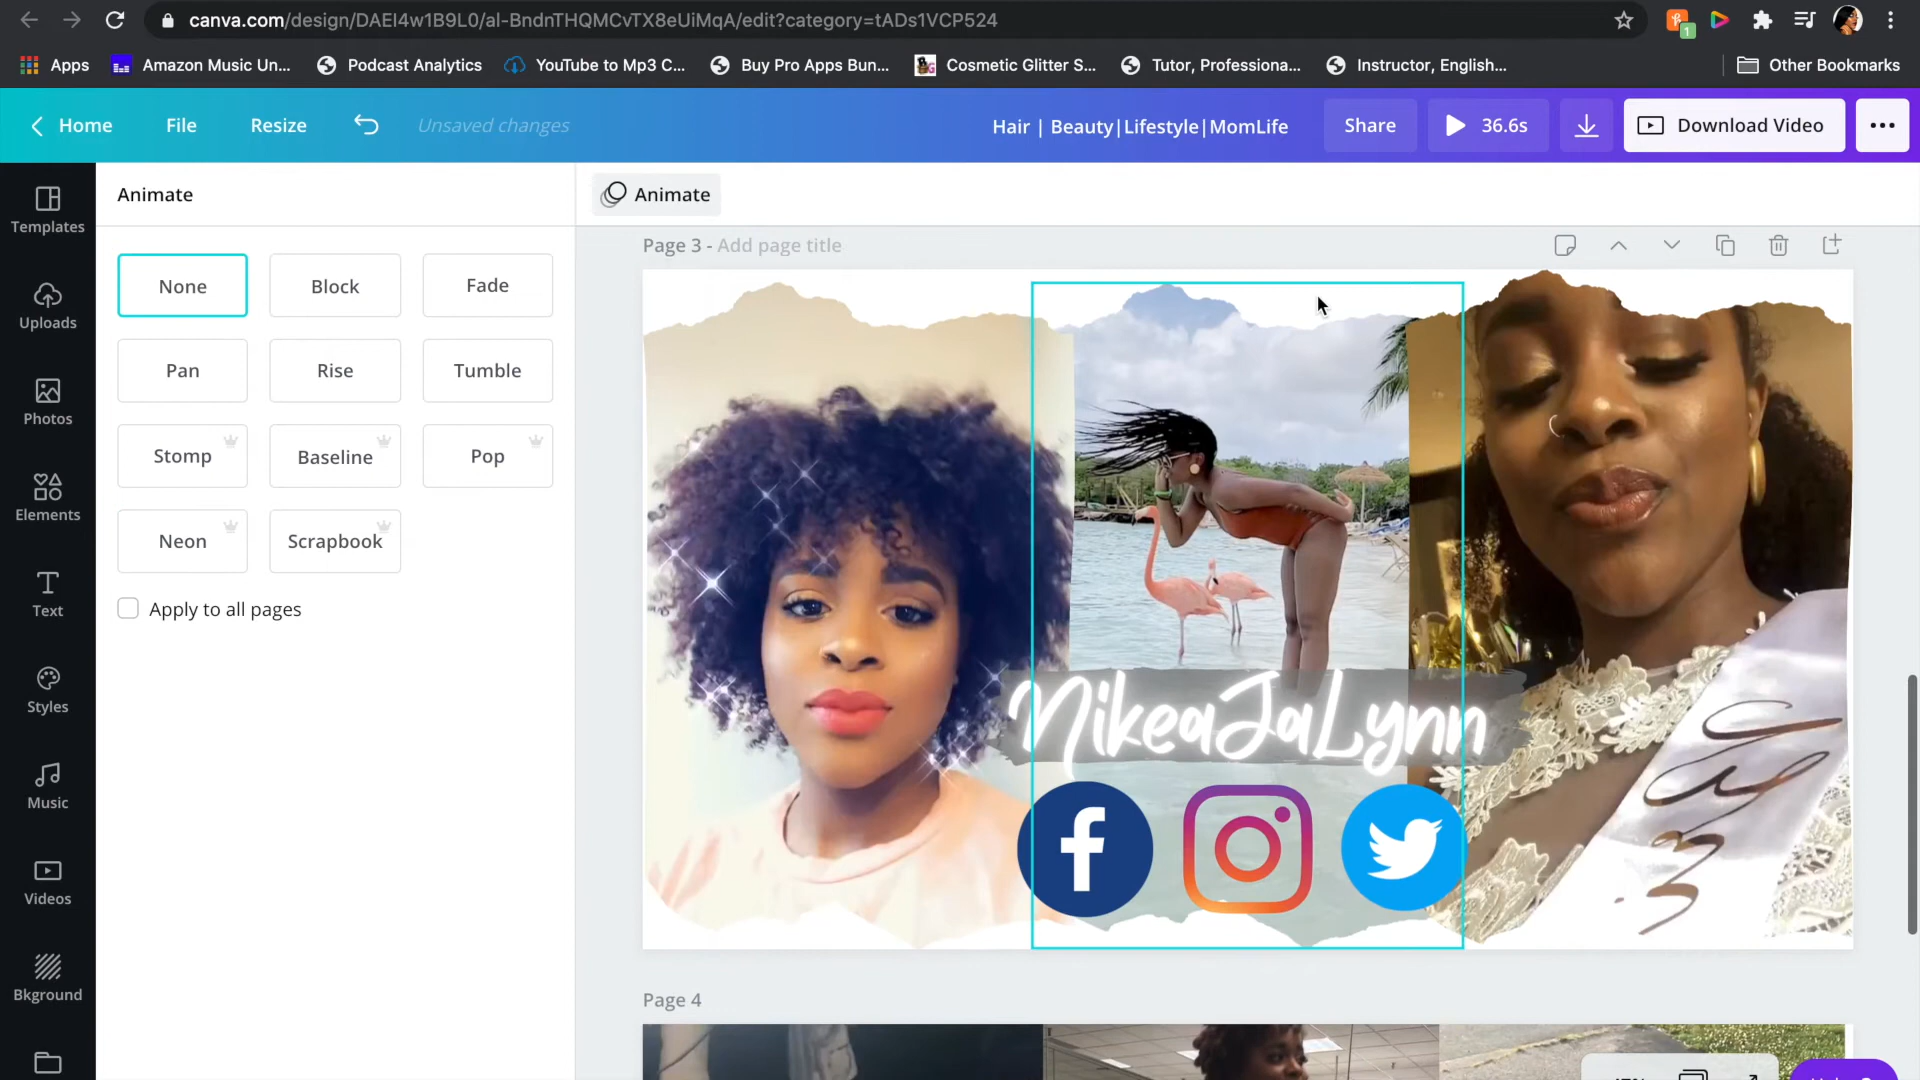 canva.com/design/DAEI4w1B9L0/al-BndnTHQMCvTX8eUiMqA/edit?category=tADs1VCP524
1
Apps
Amazon Music Un...
Podcast Analytics
YouTube to Mp3 C...
Buy Pro Apps Bun...
Cosmetic Glitter S...
Tutor, Professiona...
Instructor, English...
Other Bookmarks
Home
File
Resize
Unsaved changes
Hair | Beauty|Lifestyle|MomLife
Share
36.6s
Download Video
Templates
Uploads
Photos
Elements
Text
Styles
Music
Videos
Bkground
Animate
None
Block
Fade
Pan
Rise
Tumble
Stomp
Baseline
Pop
Neon
Scrapbook
Apply to all pages
Animate
Page 3 - Add page title
NikeaJaLynn
Page 4